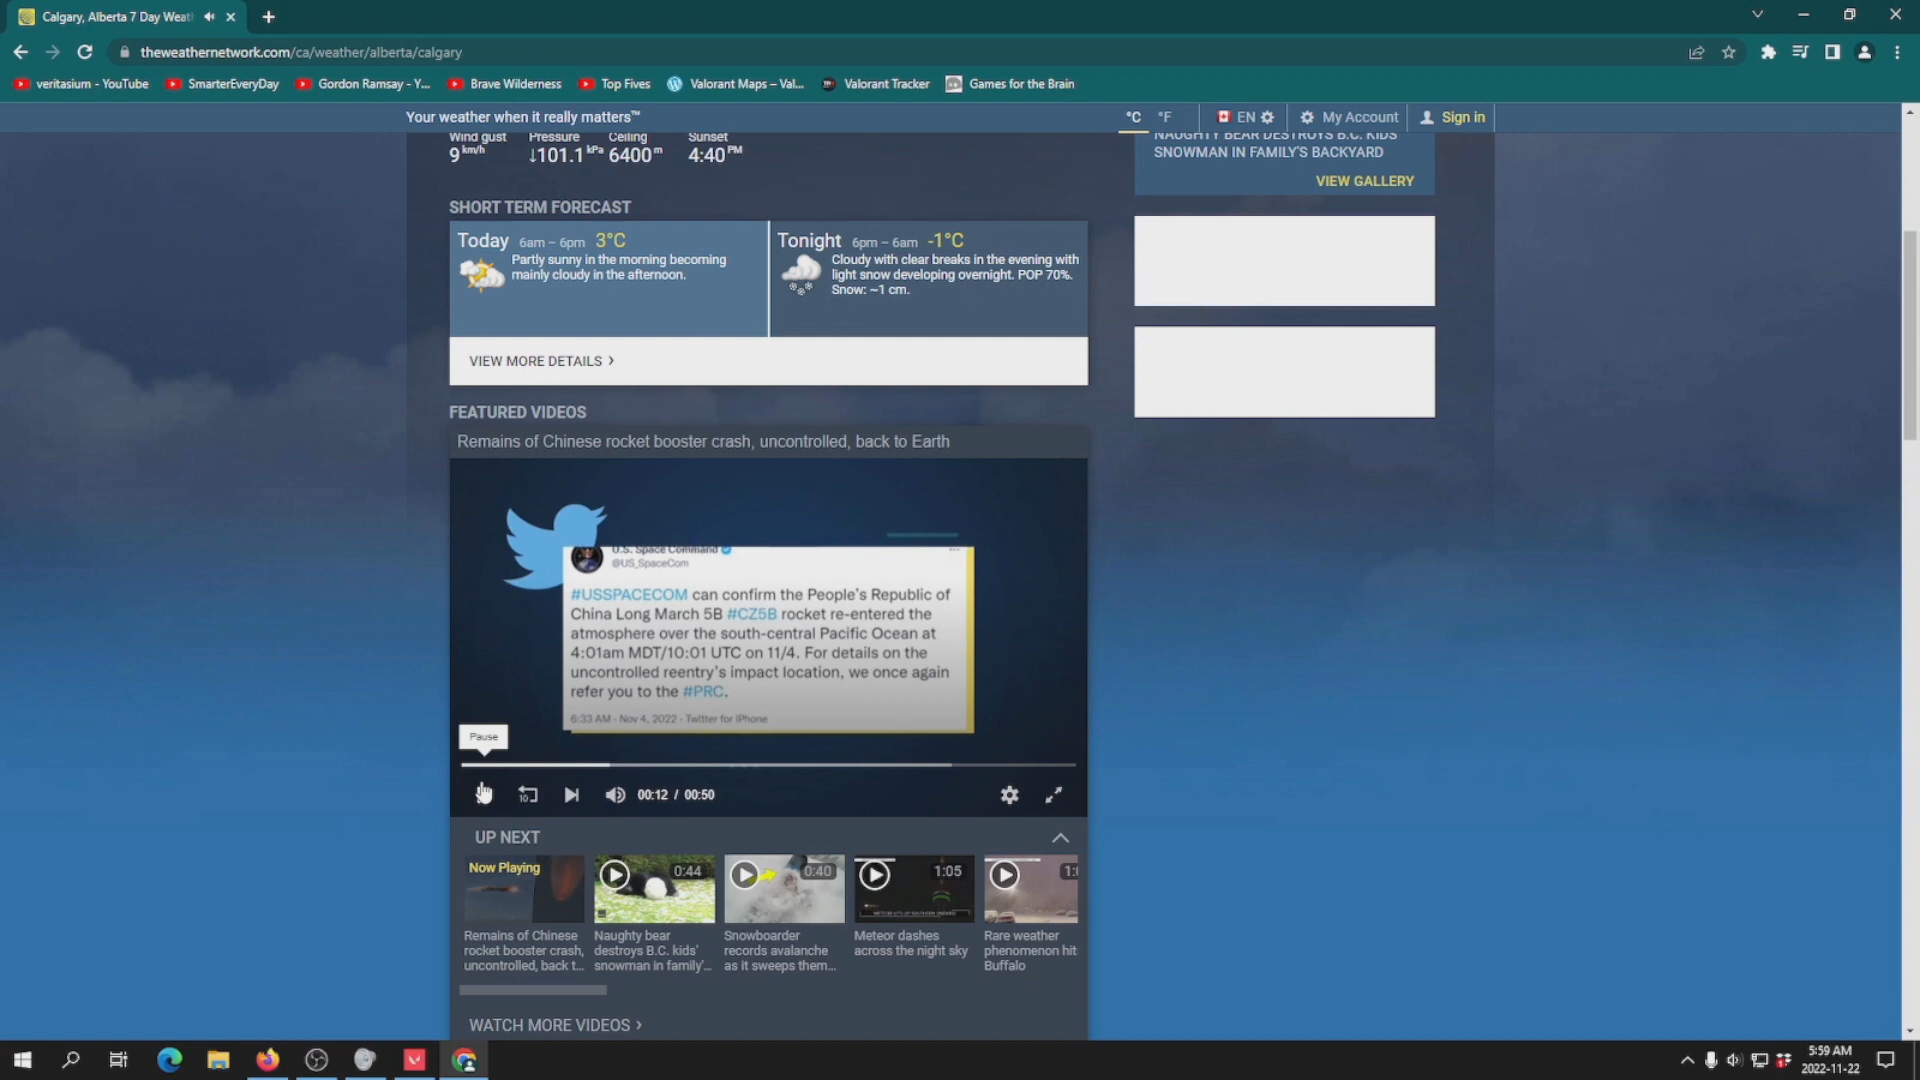 Calgary, Alberta 7 Day Weat
theweathernetwork.com/ca/weather/alberta/calgary
veritasium - YouTube SmarterEveryDay Gordon Ramsay - Y... Brave Wilderness Top Fives Valorant Maps – Val... Valorant Tracker Games for the Brain
Your weather when it really matters™ °C °F EN My Account Sign in
Wind gust Pressure Ceiling Sunset
9 km/h ↓101.1 kPa 6400 m 4:40 PM
NAUGHTY BEAR DESTROYS B.C. KIDS
SNOWMAN IN FAMILY'S BACKYARD
VIEW GALLERY
SHORT TERM FORECAST
Today 6am – 6pm 3°C
Partly sunny in the morning becoming
mainly cloudy in the afternoon.
Tonight 6pm – 6am -1°C
Cloudy with clear breaks in the evening with
light snow developing overnight. POP 70%.
Snow: ~1 cm.
VIEW MORE DETAILS ›
FEATURED VIDEOS
Remains of Chinese rocket booster crash, uncontrolled, back to Earth
U.S. Space Command
@US_SpaceCom
#USSPACECOM can confirm the People's Republic of
China Long March 5B #CZ5B rocket re-entered the
atmosphere over the south-central Pacific Ocean at
4:01am MDT/10:01 UTC on 11/4. For details on the
uncontrolled reentry's impact location, we once again
refer you to the #PRC.
6:33 AM - Nov 4, 2022 - Twitter for iPhone
Pause
10 00:12 / 00:50
UP NEXT
Now Playing
Remains of Chinese
rocket booster crash,
uncontrolled, back t...
0:44
Naughty bear
destroys B.C. kids'
snowman in family'...
0:40
Snowboarder
records avalanche
as it sweeps them...
1:05
Meteor dashes
across the night sky
Rare weather
phenomenon hit
Buffalo
WATCH MORE VIDEOS ›
5:59 AM
2022-11-22